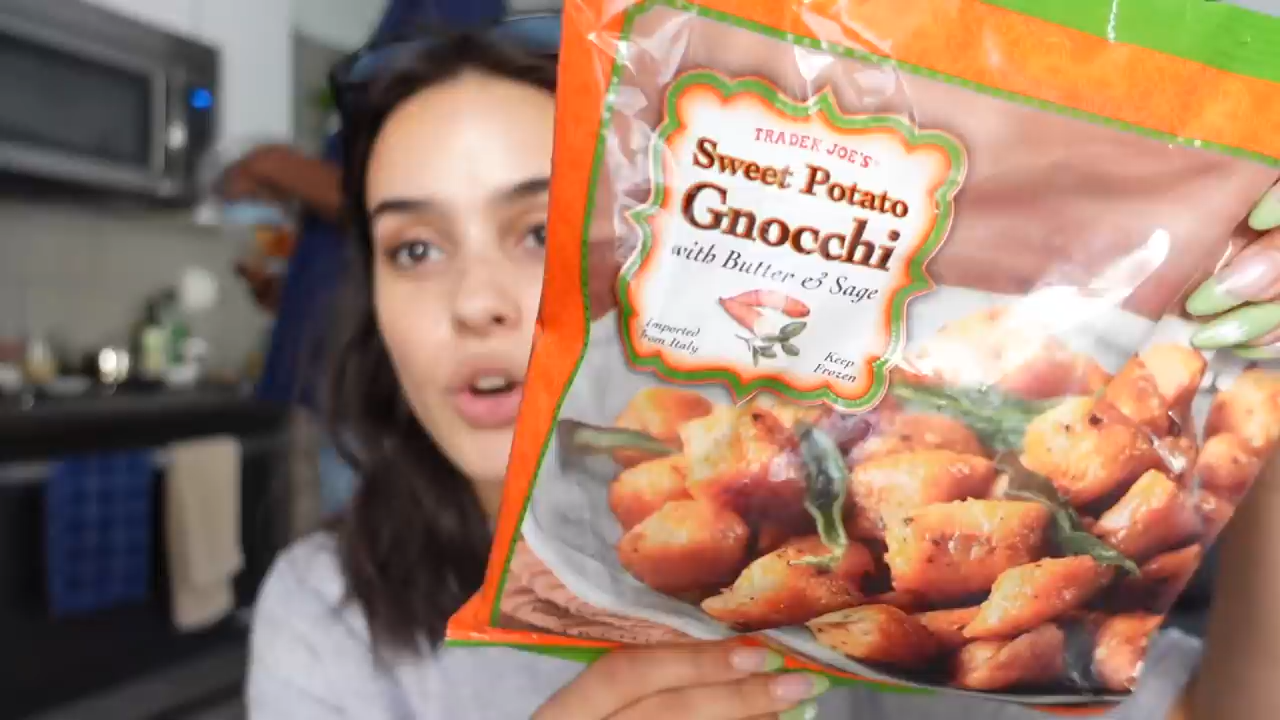 TRADER JOE'S
Sweet Potato
Gnocchi
with Butter & Sage
Imported
from Italy
Keep
Frozen